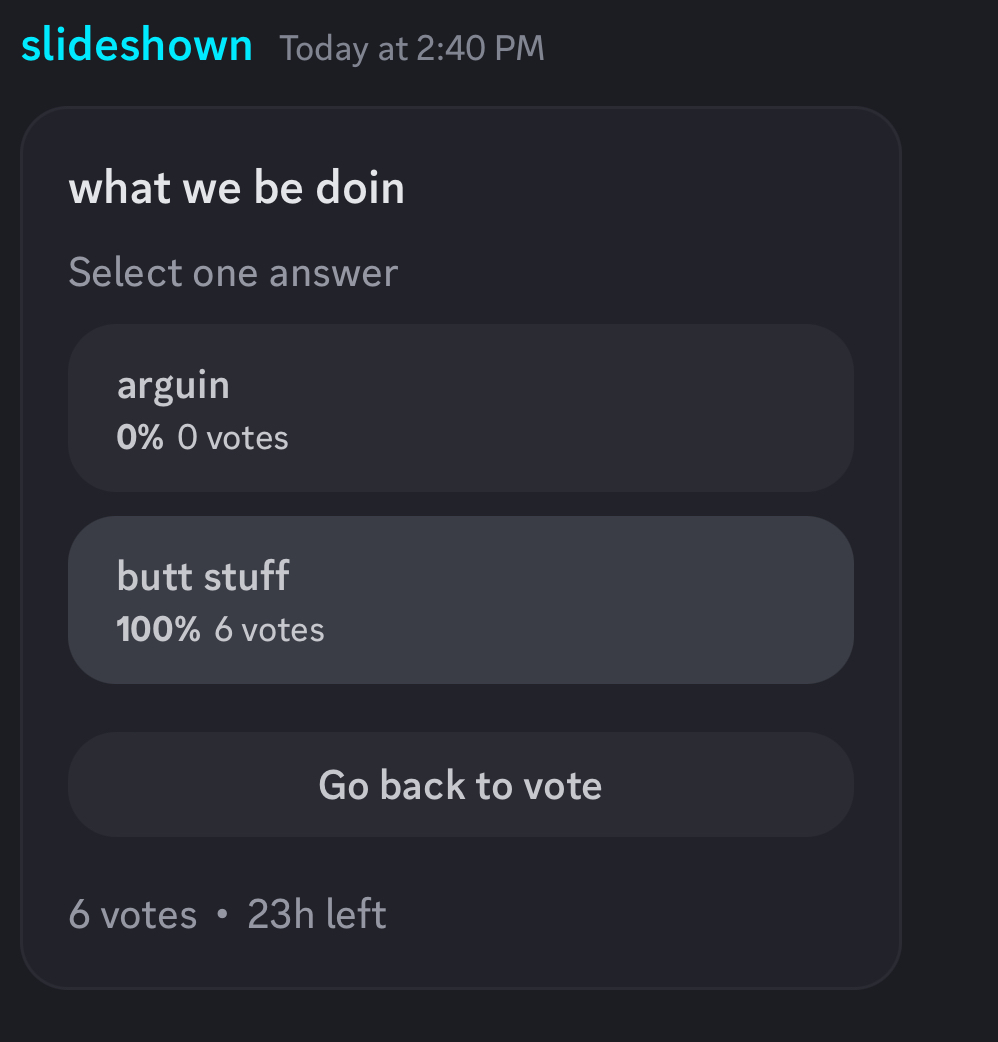 slideshown Today at 2:40 PM
what we be doin
Select one answer
arguin
0% 0 votes
butt stuff
100% 6 votes
Go back to vote
6 votes • 23h left